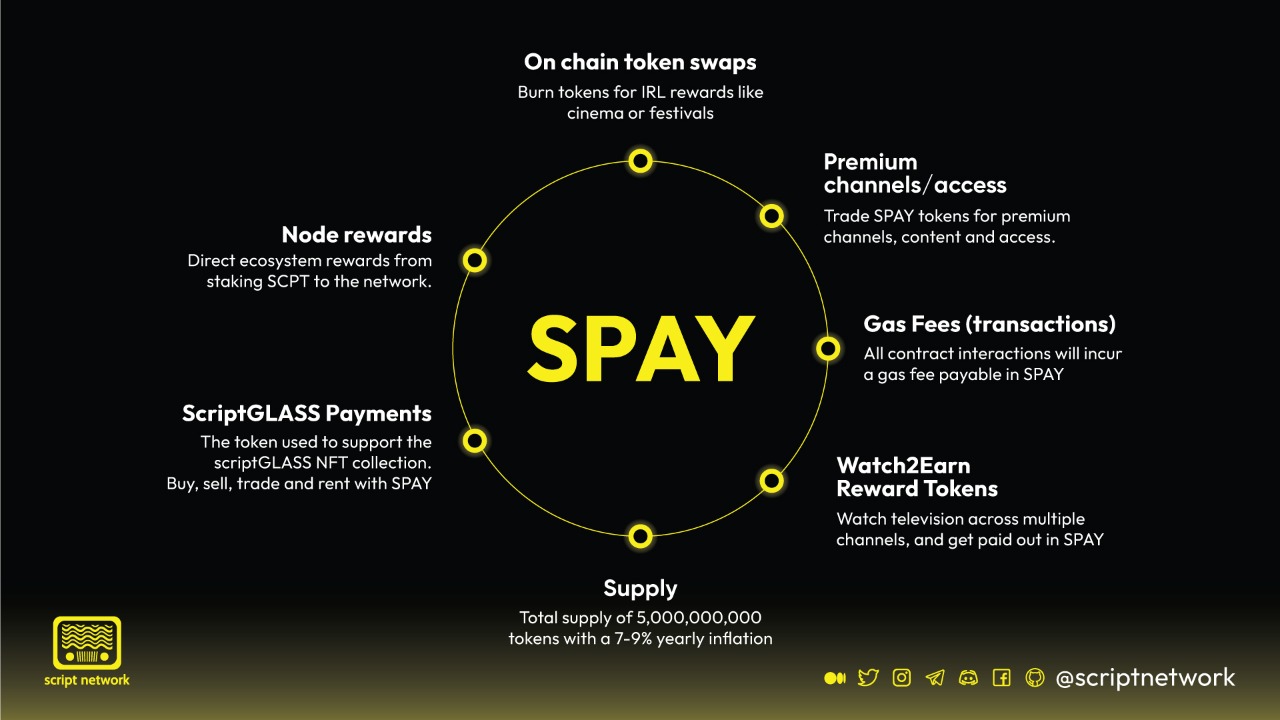 On chain token swaps
Burn tokens for IRL rewards like
cinema or festivals
Premium
channels/access
Trade SPAY tokens for premium
channels, content and access.
Node rewards
Direct ecosystem rewards from
staking SCPT to the network.
SPAY
Gas Fees (transactions)
All contract interactions will incur
a gas fee payable in SPAY
ScriptGLASS Payments
The token used to support the
scriptGLASS NFT collection.
Buy, sell, trade and rent with SPAY
Watch2Earn
Reward Tokens
Watch television across multiple
channels, and get paid out in SPAY
Supply
Total supply of 5,000,000,000
tokens with a 7-9% yearly inflation
script network
@scriptnetwork